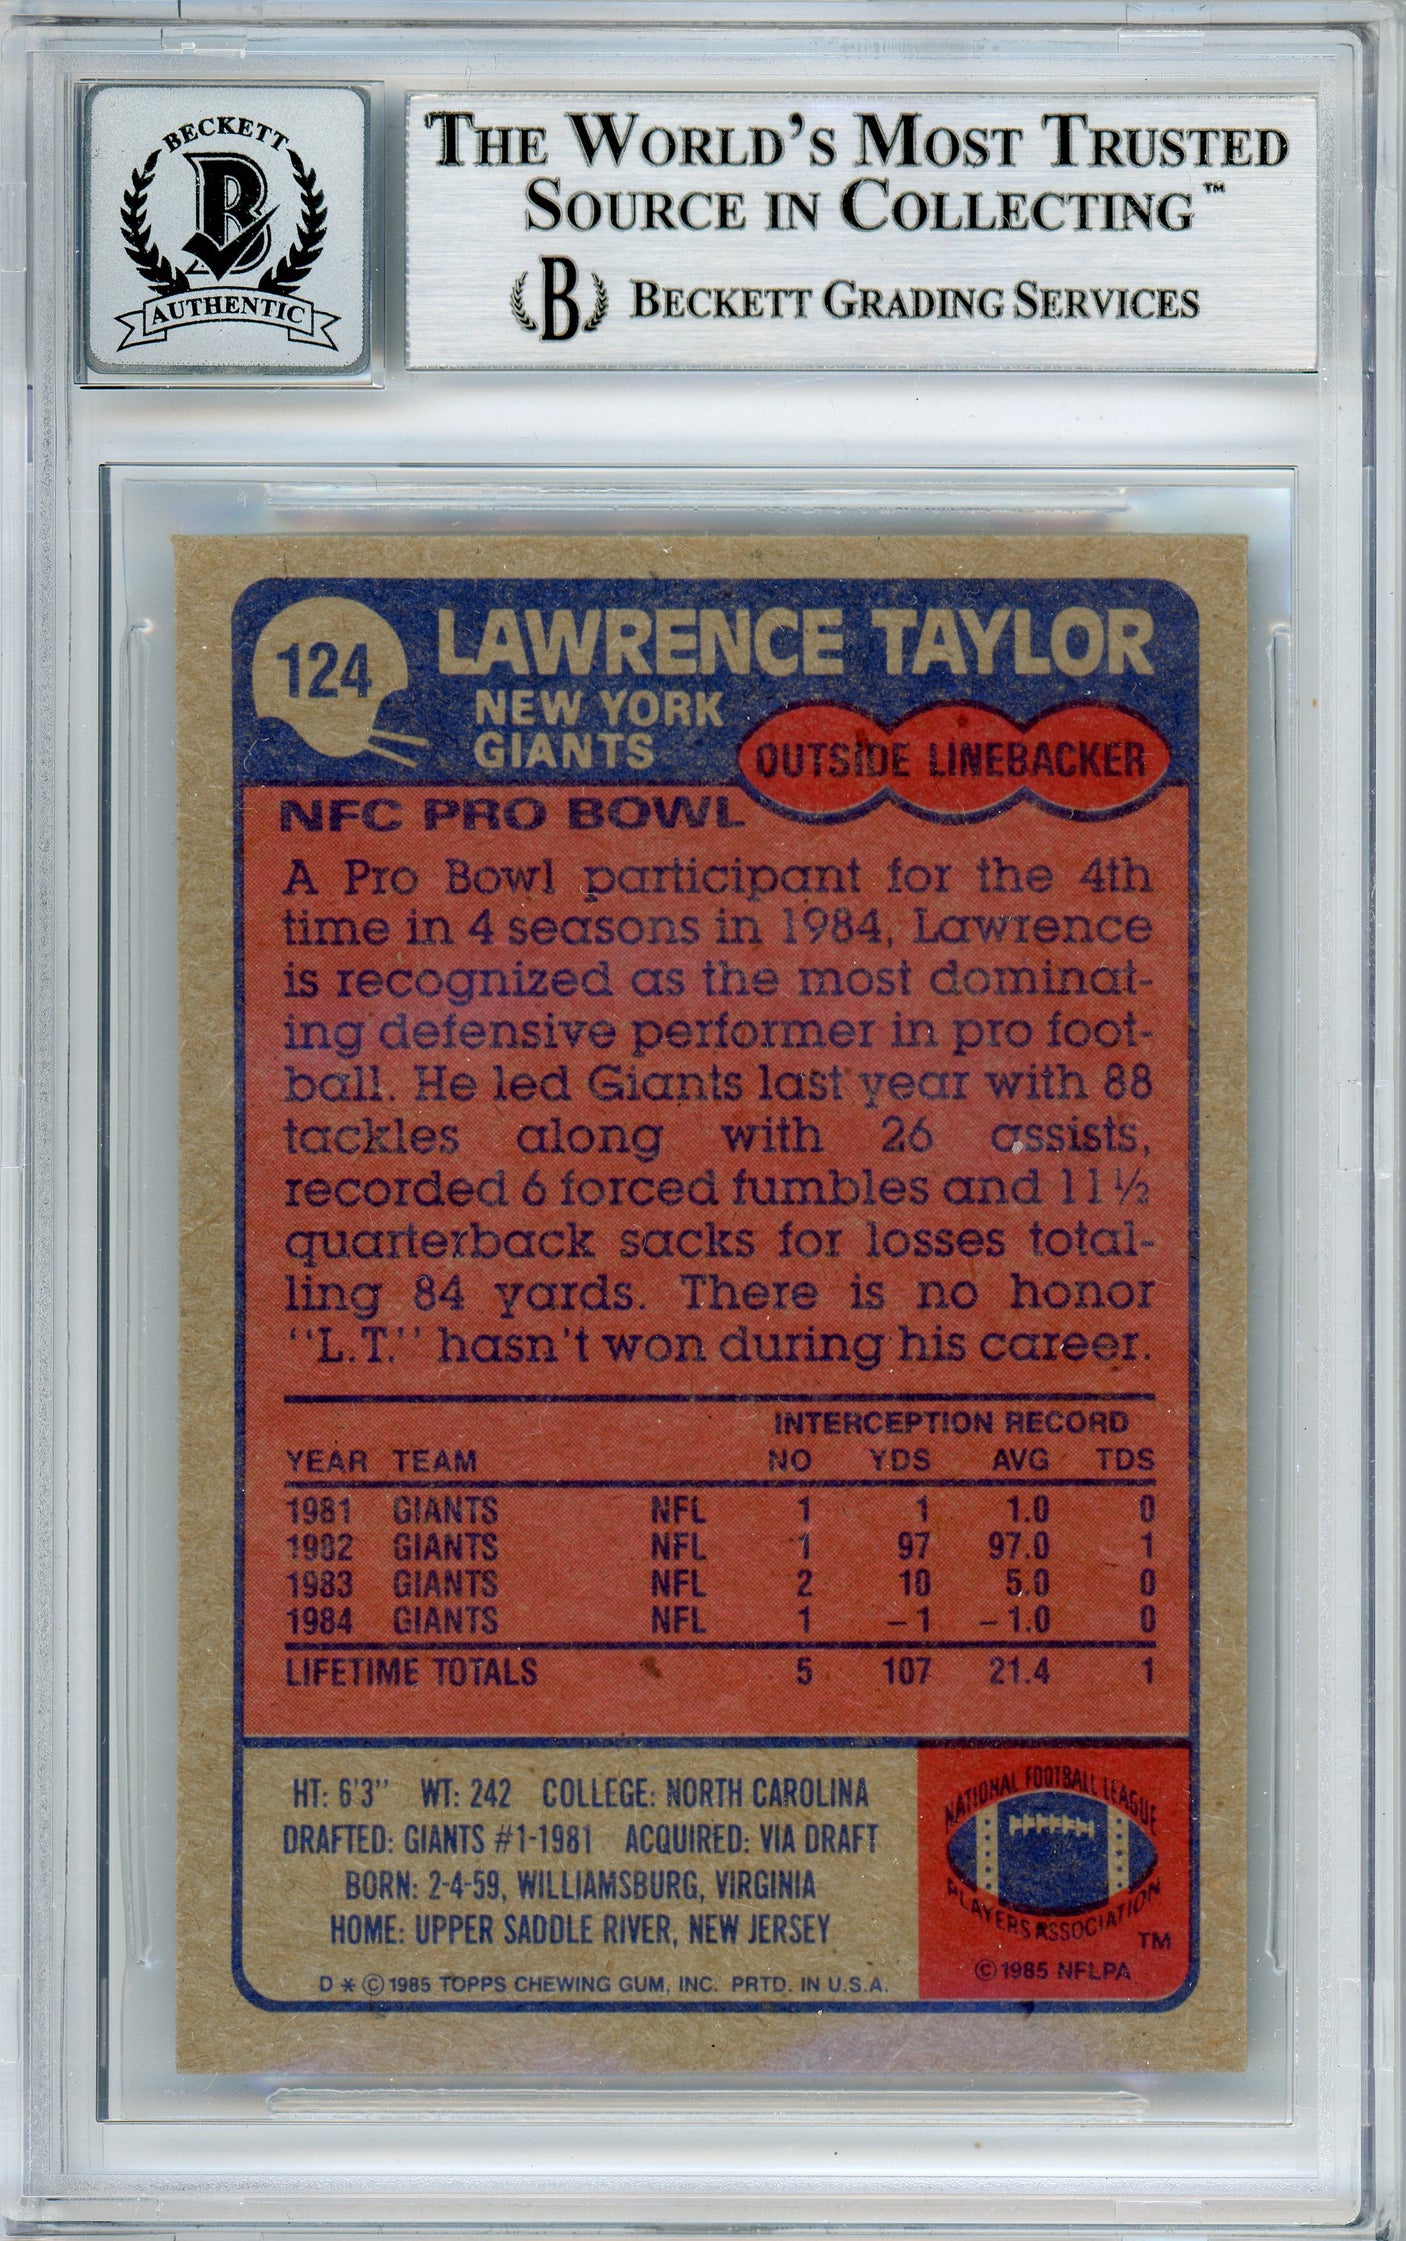 BECKETT
AUTHENTIC
THE WORLD'S MOST TRUSTED
SOURCE IN COLLECTING™
B BECKETT GRADING SERVICES
124
LAWRENCE TAYLOR
NEW YORK
GIANTS
OUTSIDE LINEBACKER
NFC PRO BOWL
A Pro Bowl participant for the 4th
time in 4 seasons in 1984, Lawrence
is recognized as the most dominat-
ing defensive performer in pro foot-
ball. He led Giants last year with 88
tackles along with 26 assists,
recorded 6 forced fumbles and 11½
quarterback sacks for losses total-
ling 84 yards. There is no honor
"L.T." hasn't won during his career.
INTERCEPTION RECORD
YEAR TEAM NO YDS AVG TDS
1981 GIANTS NFL 1 1 1.0 0
1982 GIANTS NFL 1 97 97.0 1
1983 GIANTS NFL 2 10 5.0 0
1984 GIANTS NFL 1 –1 –1.0 0
LIFETIME TOTALS 5 107 21.4 1
HT: 6'3" WT: 242 COLLEGE: NORTH CAROLINA
DRAFTED: GIANTS #1-1981 ACQUIRED: VIA DRAFT
BORN: 2-4-59, WILLIAMSBURG, VIRGINIA
HOME: UPPER SADDLE RIVER, NEW JERSEY
D * © 1985 TOPPS CHEWING GUM, INC. PRTD. IN U.S.A.
NATIONAL FOOTBALL LEAGUE
PLAYERS ASSOCIATION
TM
© 1985 NFLPA